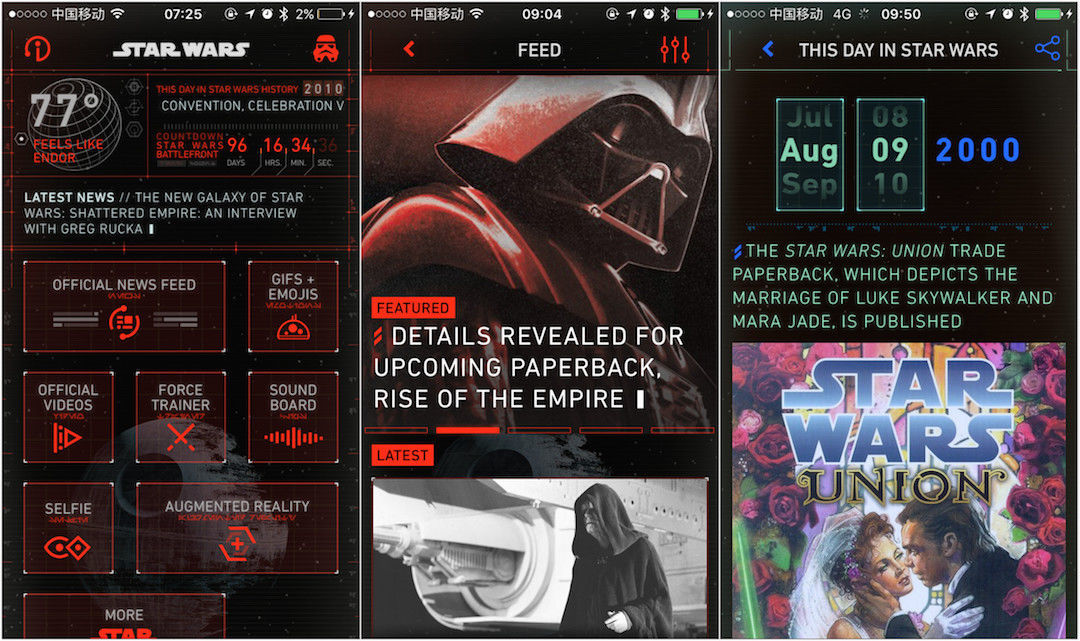 中国移动
07:25
2%
STAR WARS
77°
FEELS LIKE
ENDOR
THIS DAY IN STAR WARS HISTORY 2010
CONVENTION, CELEBRATION V
COUNTDOWN
STAR WARS
BATTLEFRONT
96 16 34 36
DAYS HRS. MIN. SEC.
LATEST NEWS // THE NEW GALAXY OF STAR
WARS: SHATTERED EMPIRE: AN INTERVIEW
WITH GREG RUCKA
OFFICIAL NEWS FEED
GIFS +
EMOJIS
OFFICIAL
VIDEOS
FORCE
TRAINER
SOUND
BOARD
SELFIE
AUGMENTED REALITY
MORE
STAR
中国移动
09:04
FEED
FEATURED
DETAILS REVEALED FOR
UPCOMING PAPERBACK,
RISE OF THE EMPIRE
LATEST
中国移动 4G
09:50
THIS DAY IN STAR WARS
Jul 08
Aug 09 2000
Sep 10
THE STAR WARS: UNION TRADE
PAPERBACK, WHICH DEPICTS THE
MARRIAGE OF LUKE SKYWALKER AND
MARA JADE, IS PUBLISHED
STAR
WARS
UNION